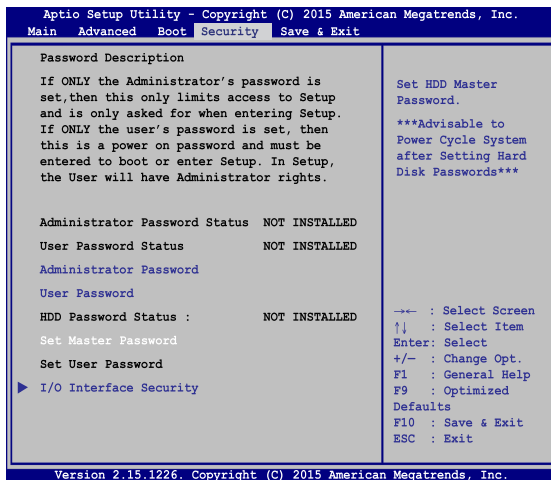 Aptio Setup Utility - Copyright (C) 2015 American Megatrends, Inc.
Main Advanced Boot Security Save & Exit
Password Description
If ONLY the Administrator's password is
set,then this only limits access to Setup
and is only asked for when entering Setup.
If ONLY the user's password is set, then
this is a power on password and must be
entered to boot or enter Setup. In Setup,
the User will have Administrator rights.
Administrator Password Status NOT INSTALLED
User Password Status NOT INSTALLED
Administrator Password
User Password
HDD Password Status : NOT INSTALLED
Set Master Password
Set User Password
I/O Interface Security
Set HDD Master
Password.
***Advisable to
Power Cycle System
after Setting Hard
Disk Passwords***
→← : Select Screen
↑↓ : Select Item
Enter: Select
+/— : Change Opt.
F1 : General Help
F9 : Optimized
Defaults
F10 : Save & Exit
ESC : Exit
Version 2.15.1226. Copyright (C) 2015 American Megatrends, Inc.